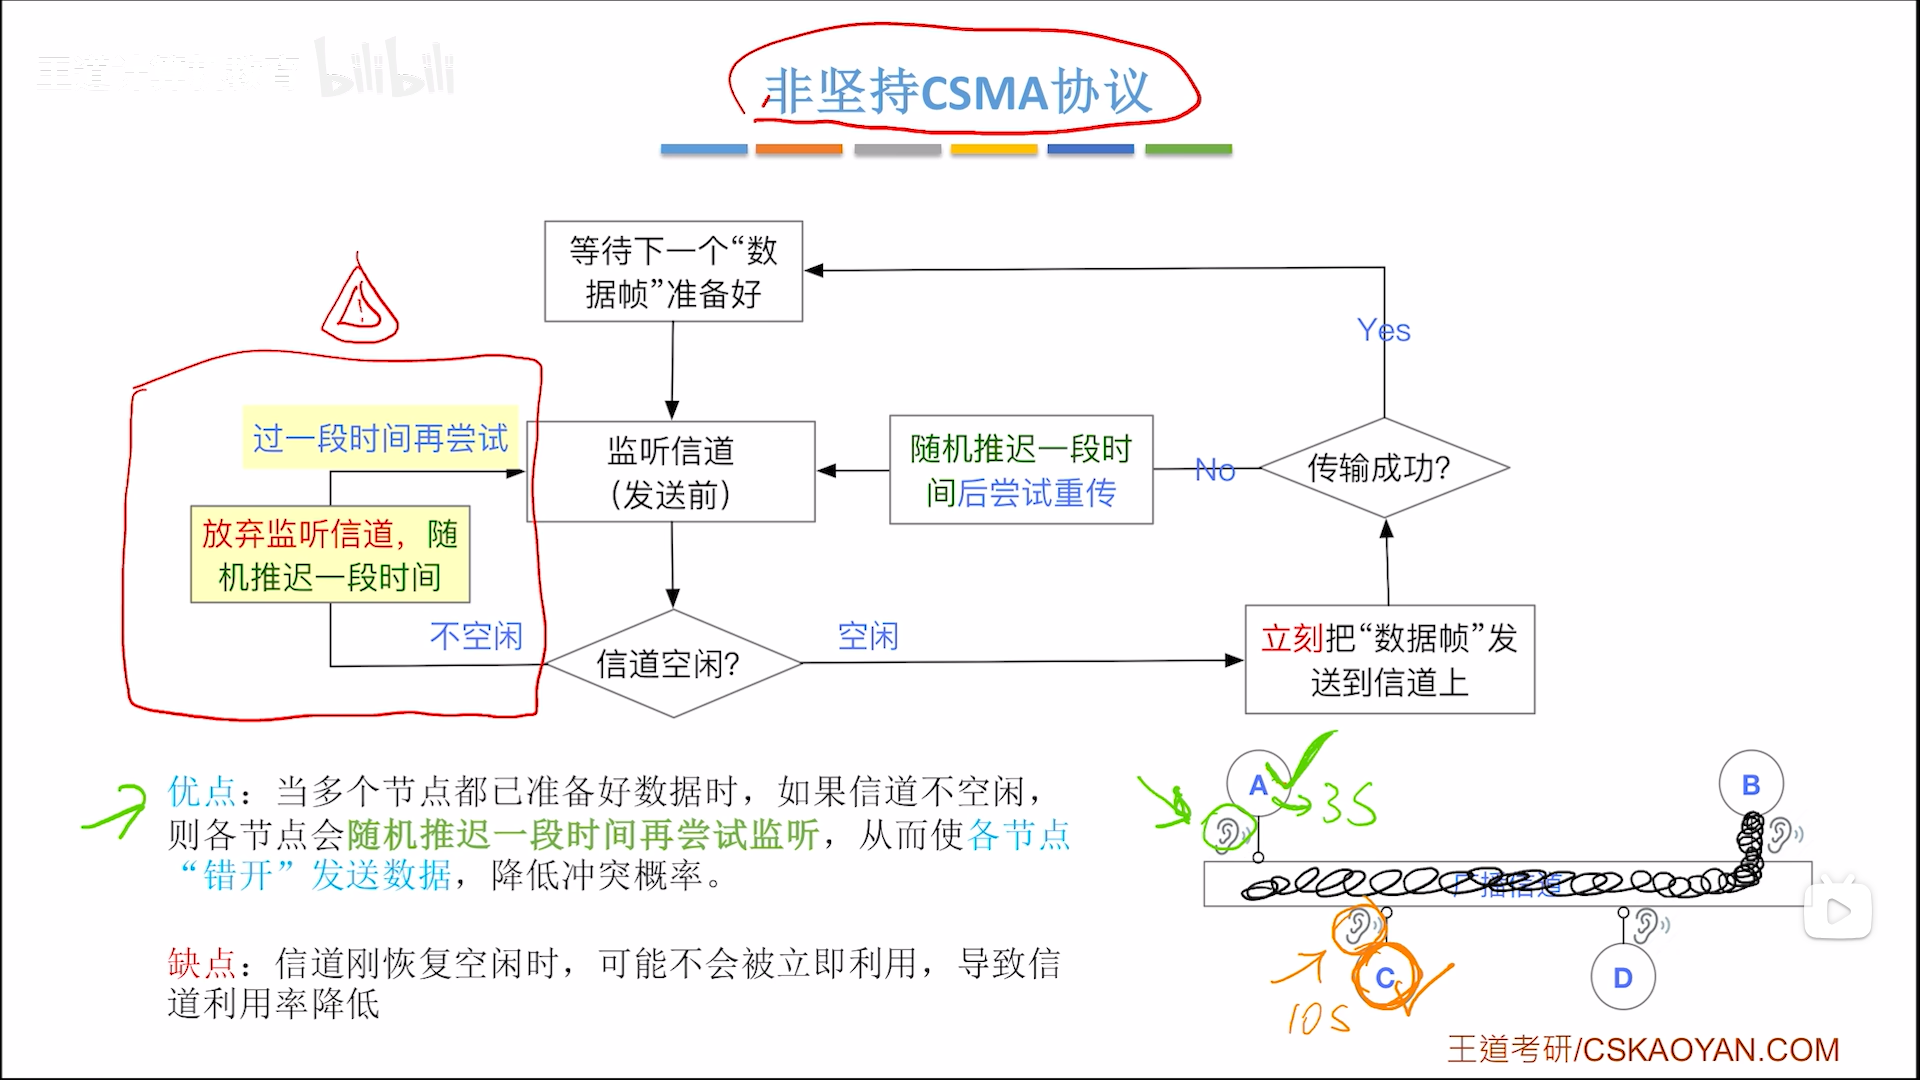 bilibili
非坚持CSMA协议
等待下一个“数
据帧”准备好
Yes
过一段时间再尝试
监听信道
（发送前）
随机推迟一段时
间后尝试重传
No
传输成功？
放弃监听信道，随
机推迟一段时间
不空闲
信道空闲？
空闲
立刻把“数据帧”发
送到信道上
优点：当多个节点都已准备好数据时，如果信道不空闲，
则各节点会随机推迟一段时间再尝试监听，从而使各节点
“错开”发送数据，降低冲突概率。
缺点：信道刚恢复空闲时，可能不会被立即利用，导致信
道利用率降低
A
3S
B
广播信道
C
10S
D
王道考研/CSKAOYAN.COM